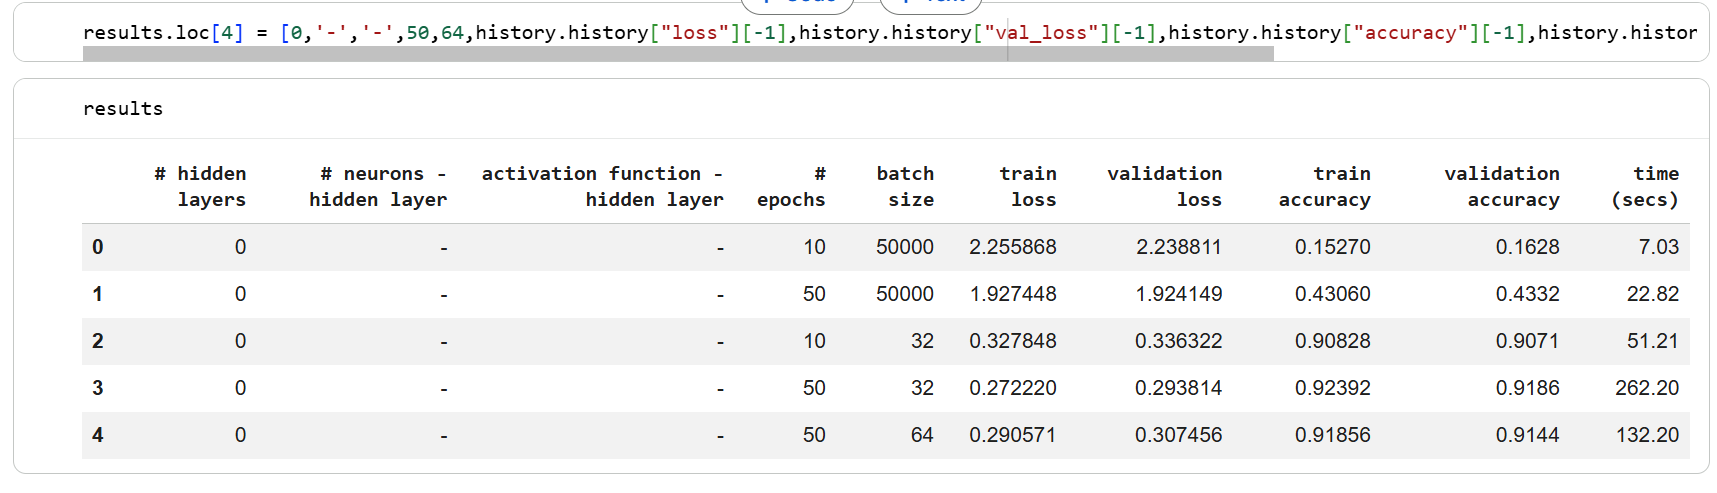 results.loc[4] = [0,'-','-',50,64,history.history["loss"][-1],history.history["val_loss"][-1],history.history["accuracy"][-1],history.histor
results
# hidden layers # neurons - hidden layer activation function - hidden layer # epochs batch size train loss validation loss train accuracy validation accuracy time (secs)
0 0 - - 10 50000 2.255868 2.238811 0.15270 0.1628 7.03
1 0 - - 50 50000 1.927448 1.924149 0.43060 0.4332 22.82
2 0 - - 10 32 0.327848 0.336322 0.90828 0.9071 51.21
3 0 - - 50 32 0.272220 0.293814 0.92392 0.9186 262.20
4 0 - - 50 64 0.290571 0.307456 0.91856 0.9144 132.20